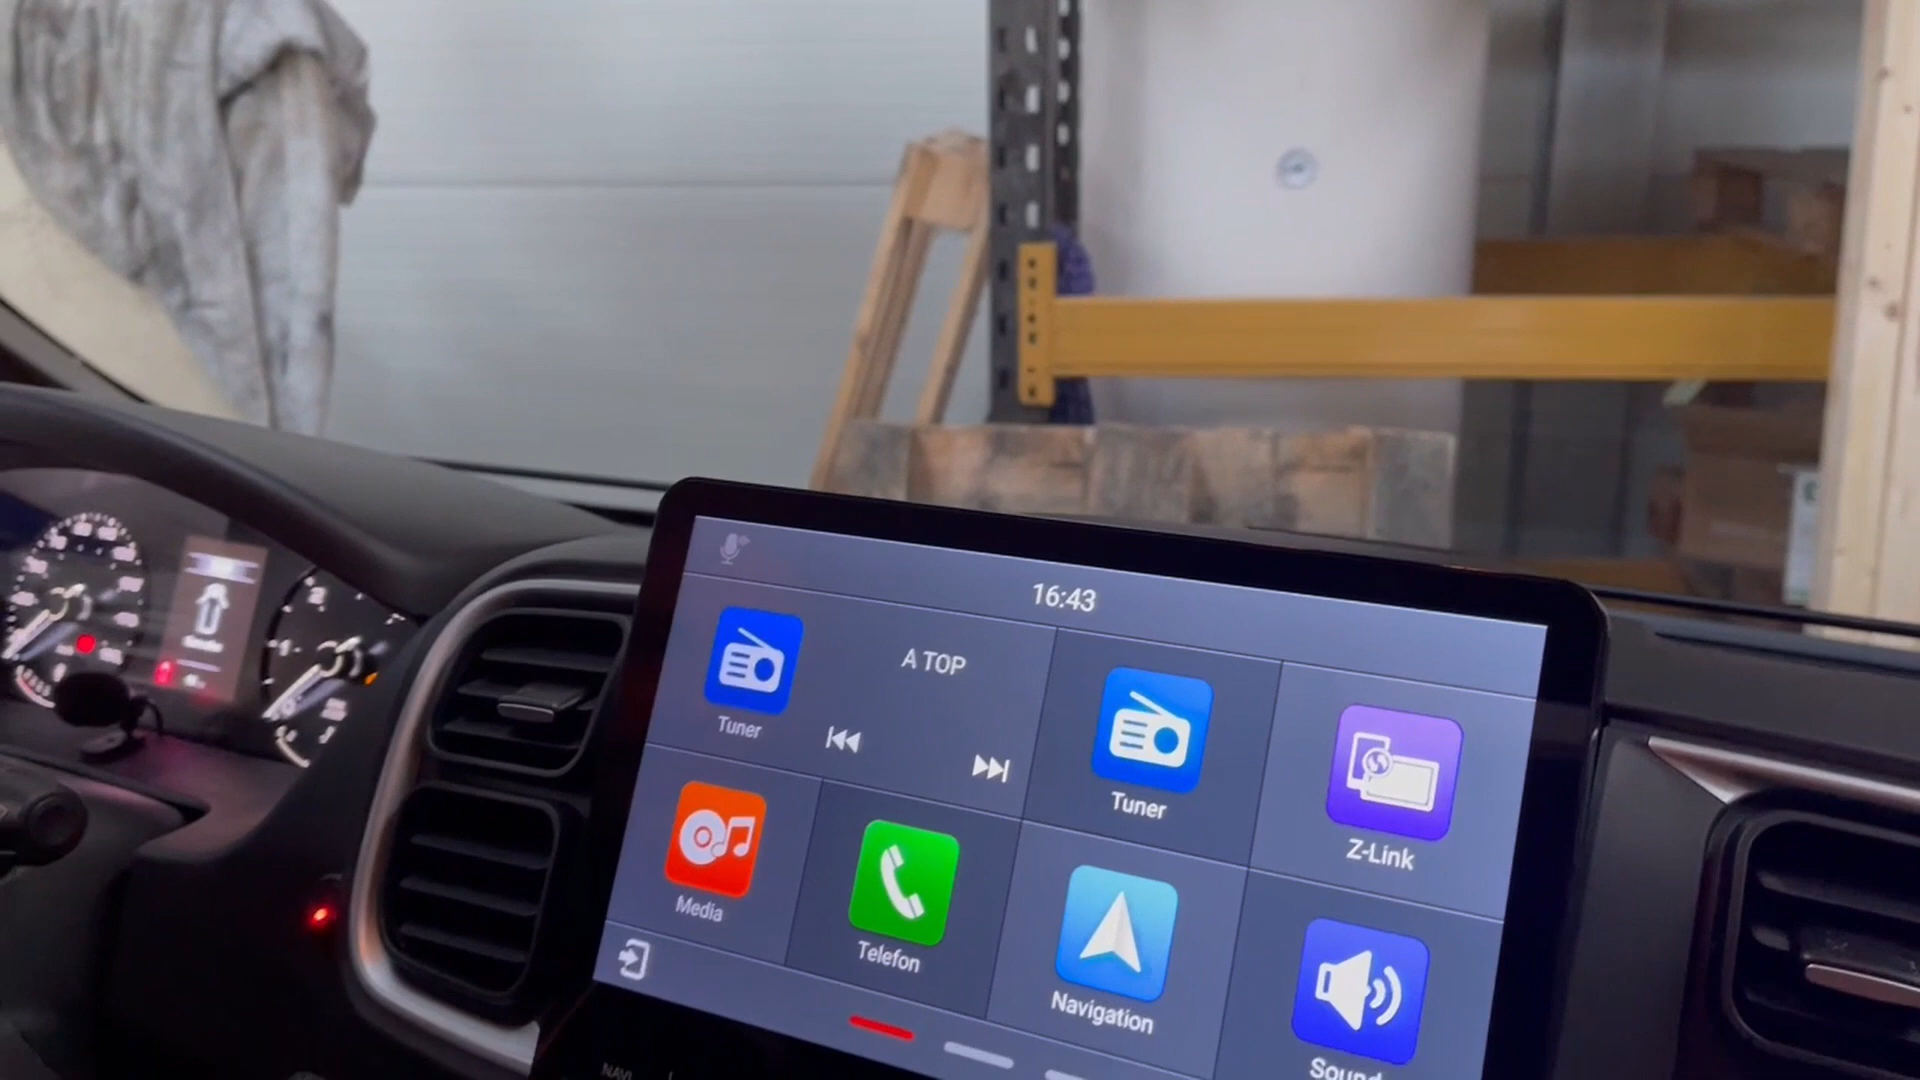 16:43
A TOP
Tuner
Tuner
Z-Link
Media
Telefon
Navigation
Sound
NAVI